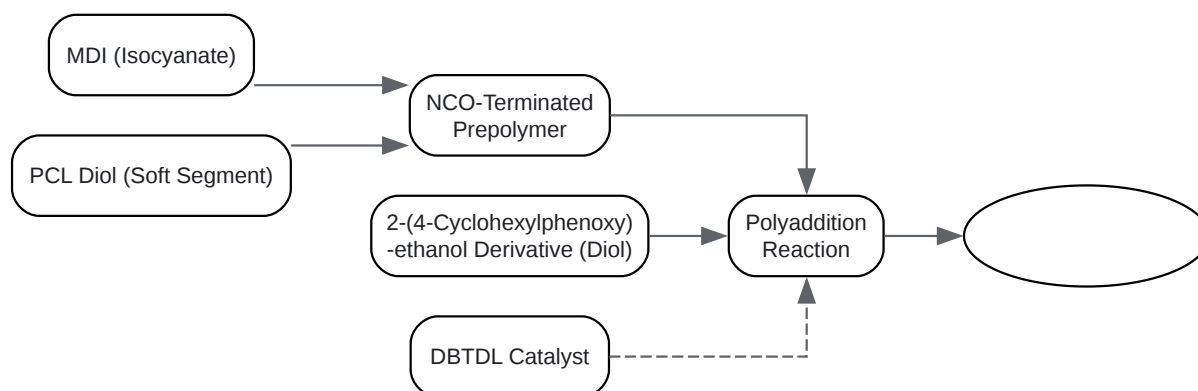 MDI (Isocyanate)
PCL Diol (Soft Segment)
NCO-Terminated
Prepolymer
2-(4-Cyclohexylphenoxy)
-ethanol Derivative (Diol)
DBTDL Catalyst
Polyaddition
Reaction